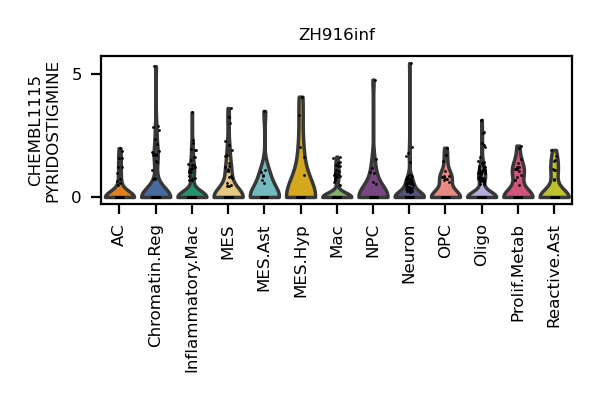 ZH916inf
CHEMBL1115
PYRIDOSTIGMINE
5
0
AC
Chromatin.Reg
Inflammatory.Mac
MES
MES.Ast
MES.Hyp
Mac
NPC
Neuron
OPC
Oligo
Prolif.Metab
Reactive.Ast